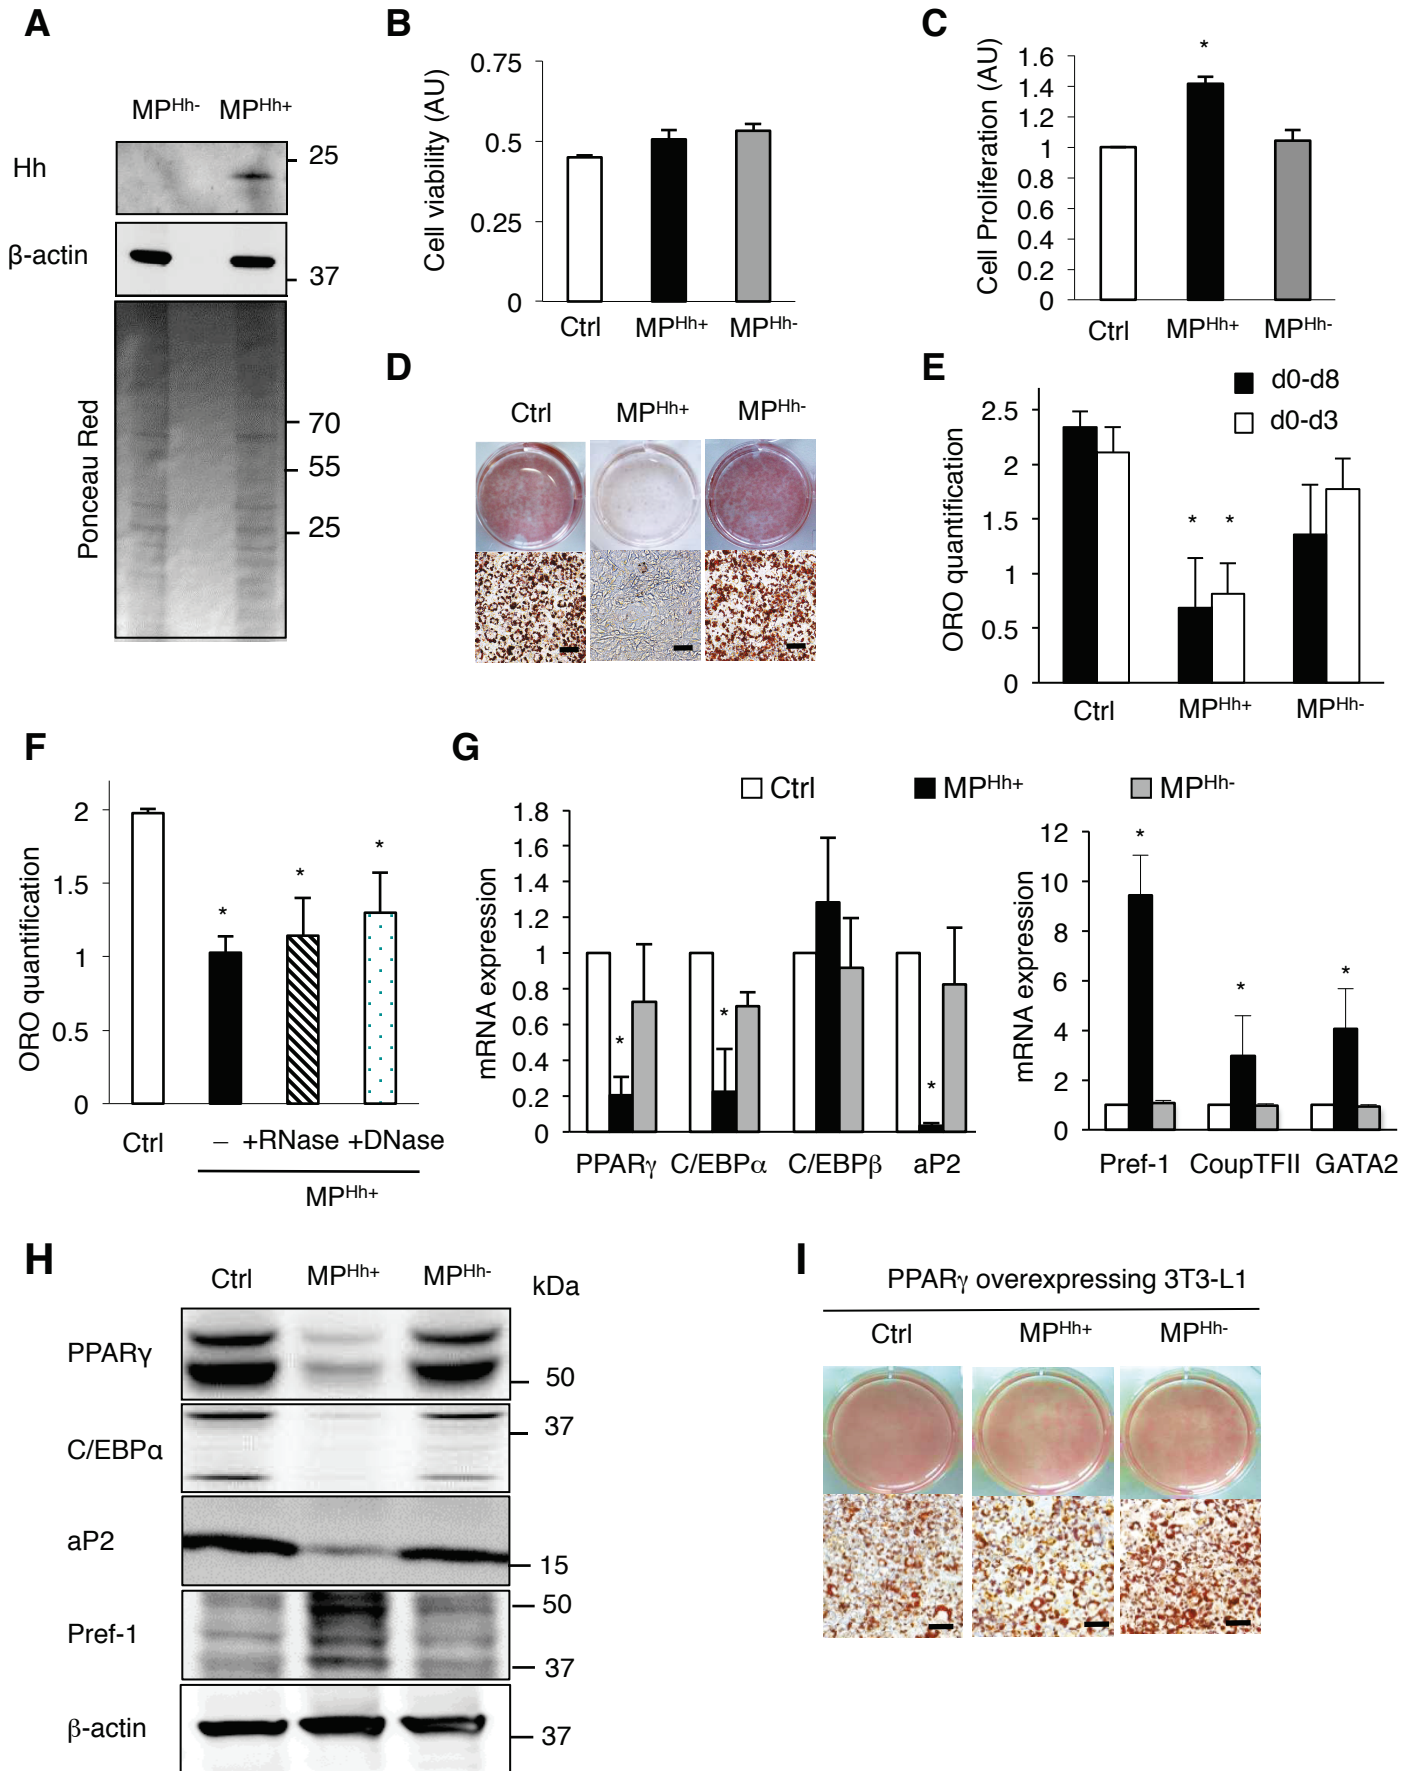 A
MPHh- MPHh+
Hh
25
β-actin
37
Ponceau Red
70
55
25
B
Cell viability (AU)
0.75
0.5
0.25
0
Ctrl MPHh+ MPHh-
C
Cell Proliferation (AU)
1.6
1.4
1.2
1
0.8
0.6
0.4
0.2
0
*
Ctrl MPHh+ MPHh-
D
Ctrl MPHh+ MPHh-
E
d0-d8
d0-d3
ORO quantification
2.5
2
1.5
1
0.5
0
* *
Ctrl MPHh+ MPHh-
F
ORO quantification
2
1.5
1
0.5
0
* * *
Ctrl – +RNase +DNase
MPHh+
G
Ctrl MPHh+ MPHh-
mRNA expression
1.8
1.6
1.4
1.2
1
0.8
0.6
0.4
0.2
0
* * *
PPARγ C/EBPα C/EBPβ aP2
mRNA expression
12
10
8
6
4
2
0
* * *
Pref-1 CoupTFII GATA2
H
Ctrl MPHh+ MPHh- kDa
PPARγ
50
C/EBPα
37
aP2
15
Pref-1
50
37
β-actin
37
I
PPARγ overexpressing 3T3-L1
Ctrl MPHh+ MPHh-